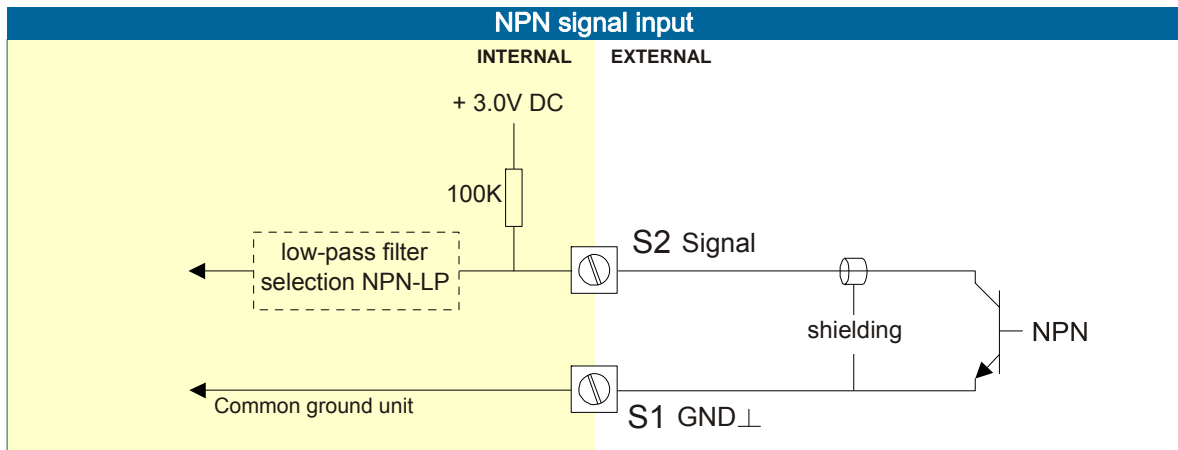 NPN signal input
INTERNAL
EXTERNAL
+ 3.0V DC
100K
low-pass filter
selection NPN-LP
S2 Signal
shielding
NPN
Common ground unit
S1 GND⊥